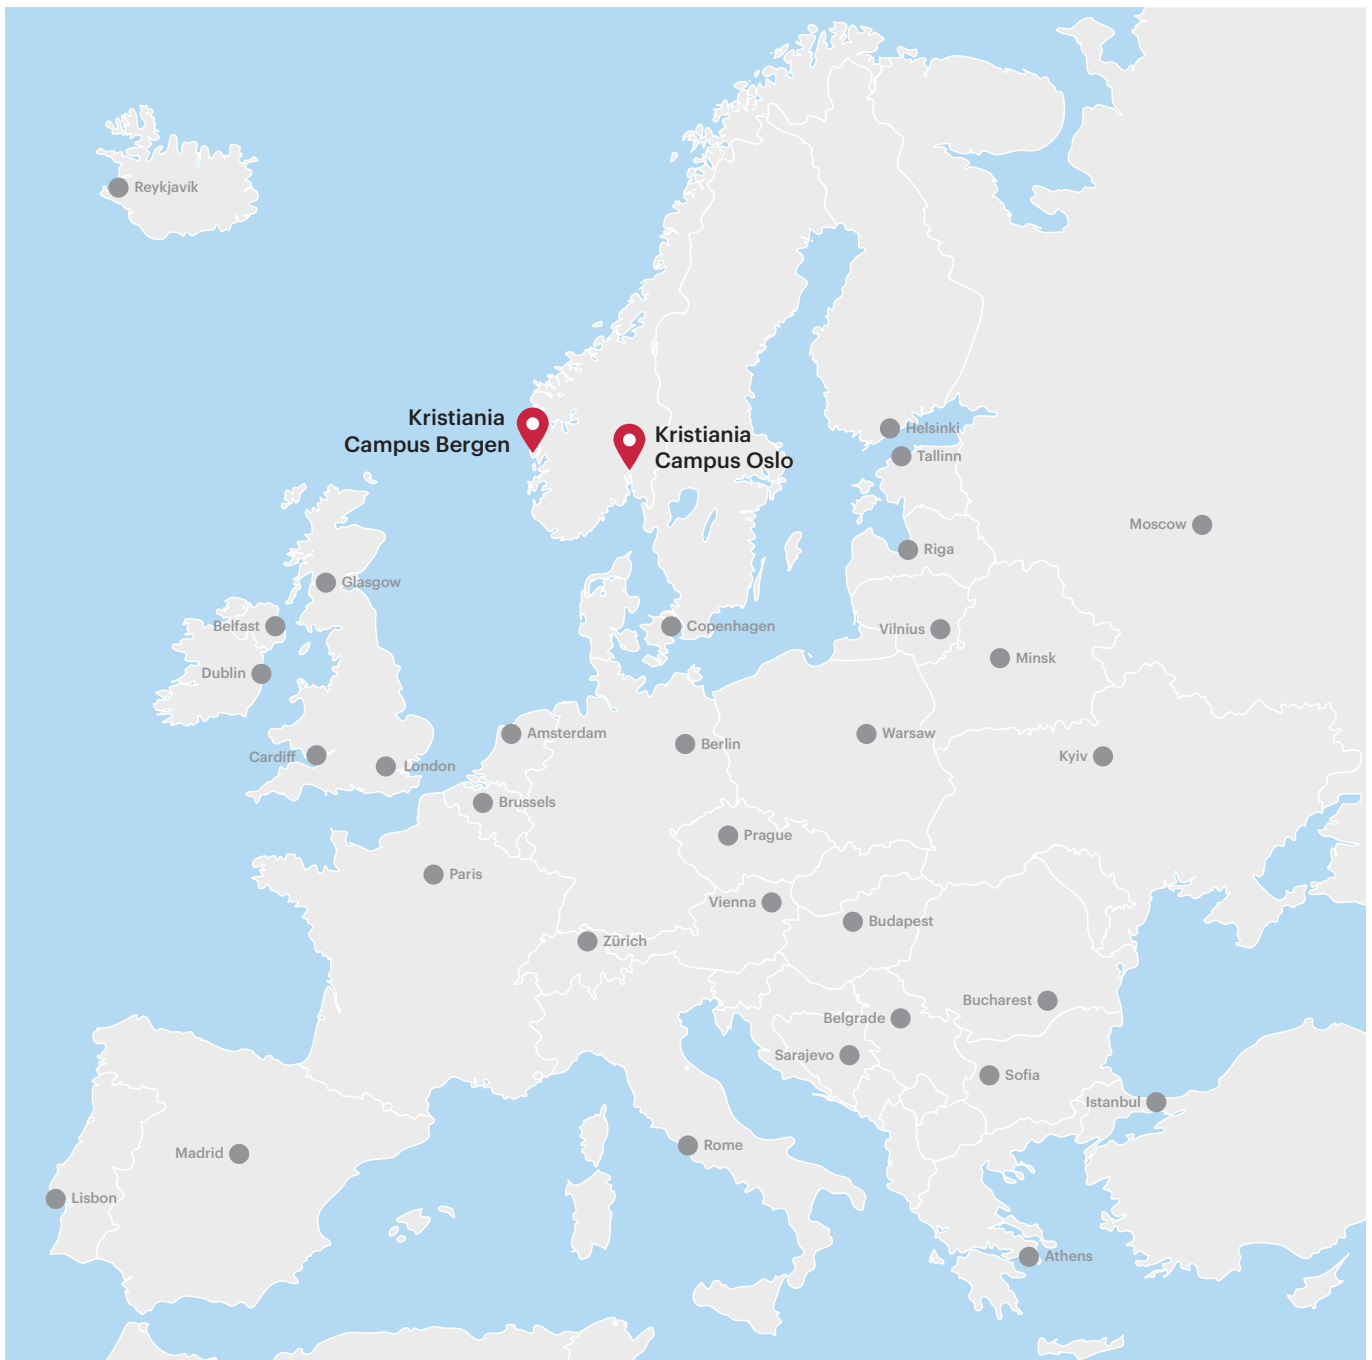 Reykjavík
Kristiania
Campus Bergen
Kristiania
Campus Oslo
Helsinki
Tallinn
Moscow
Riga
Glasgow
Belfast
Copenhagen
Vilnius
Minsk
Dublin
Amsterdam
Berlin
Warsaw
Cardiff
London
Kyiv
Brussels
Prague
Paris
Vienna
Budapest
Zürich
Bucharest
Belgrade
Sarajevo
Sofia
Istanbul
Madrid
Rome
Lisbon
Athens